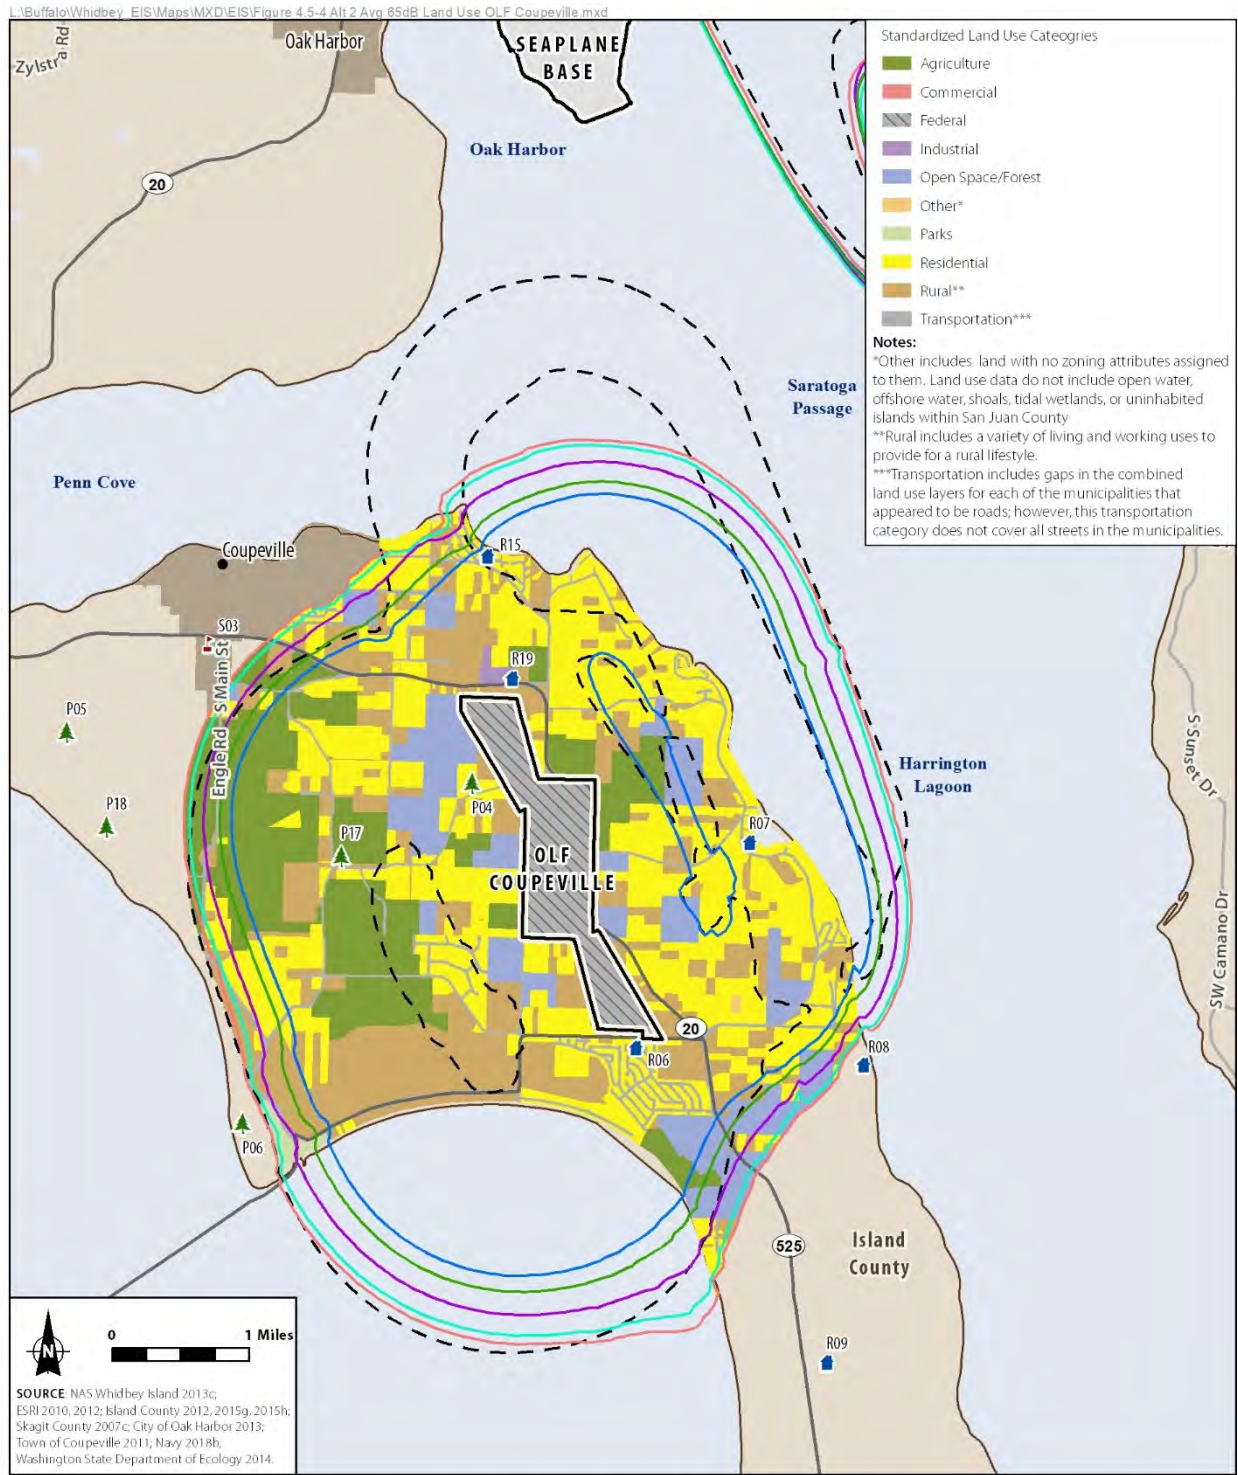 L:\Buffalo\Whidbey_EIS\Maps\MXD\EIS\Figure 4.5-4 Alt 2 Avg 65dB Land Use OLF Coupeville.mxd
Zylstra Rd
Oak Harbor
SEAPLANE
BASE
20
Oak Harbor
Saratoga
Passage
Penn Cove
Coupeville
R15
S03
R19
Engle Rd
S Main St
P05
P18
P04
P17
R07
Harrington
Lagoon
OLF
COUPEVILLE
S Sunset Dr
SW Camano Dr
20
R06
R08
P06
525
Island
County
R09
Standardized Land Use Cateogries
Agriculture
Commercial
Federal
Industrial
Open Space/Forest
Other*
Parks
Residential
Rural**
Transportation***
Notes:
*Other includes land with no zoning attributes assigned
to them. Land use data do not include open water,
offshore water, shoals, tidal wetlands, or uninhabited
islands within San Juan County
**Rural includes a variety of living and working uses to
provide for a rural lifestyle.
***Transportation includes gaps in the combined
land use layers for each of the municipalities that
appeared to be roads; however, this transportation
category does not cover all streets in the municipalities.
N
0 1 Miles
SOURCE: NAS Whidbey Island 2013c;
ESRI 2010, 2012; Island County 2012, 2015g, 2015h;
Skagit County 2007c; City of Oak Harbor 2013;
Town of Coupeville 2011; Navy 2018b,
Washington State Department of Ecology 2014.